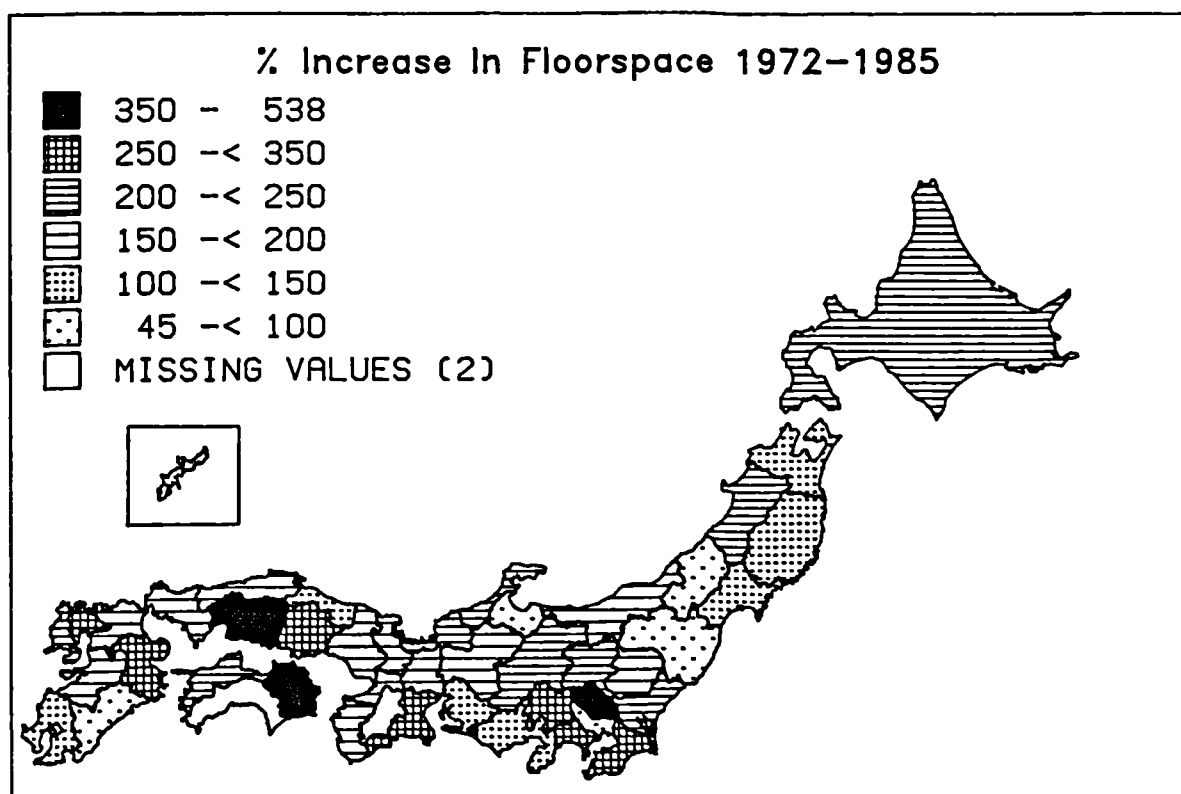 % Increase In Floorspace 1972-1985
350 - 538
250 -< 350
200 -< 250
150 -< 200
100 -< 150
45 -< 100
MISSING VALUES (2)